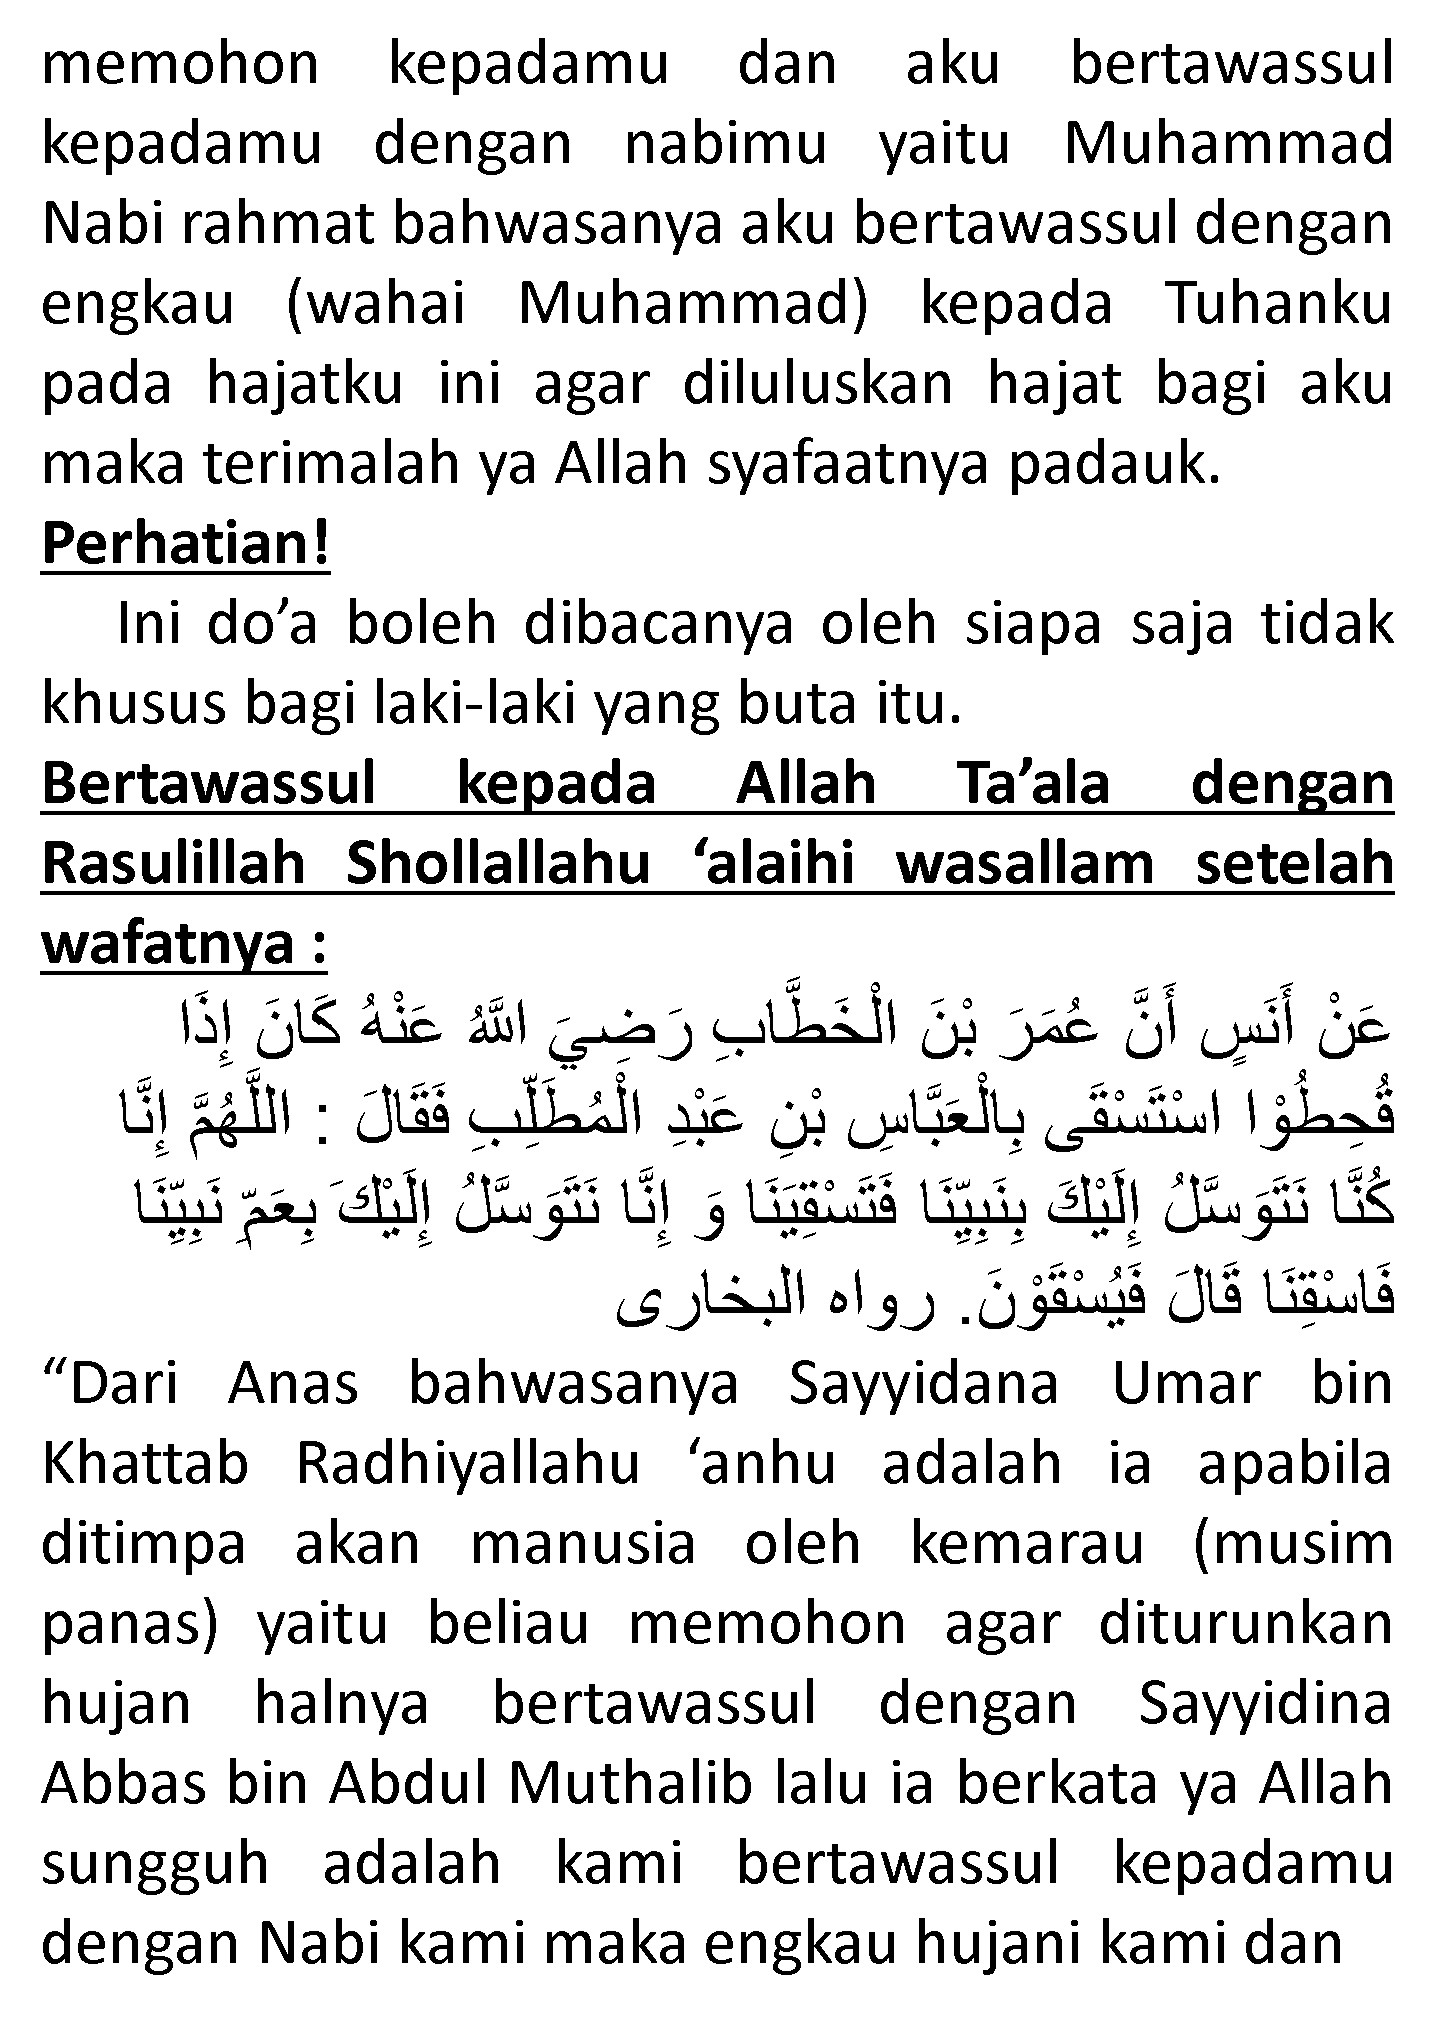 memohon kepadamu dan aku bertawassul
kepadamu dengan nabimu yaitu Muhammad
Nabi rahmat bahwasanya aku bertawassul dengan
engkau (wahai Muhammad) kepada Tuhanku
pada hajatku ini agar diluluskan hajat bagi aku
maka terimalah ya Allah syafaatnya padauk.
Perhatian!
Ini do’a boleh dibacanya oleh siapa saja tidak
khusus bagi laki-laki yang buta itu.
Bertawassul kepada Allah Ta’ala dengan
Rasulillah Shollallahu ‘alaihi wasallam setelah
wafatnya :
عَنْ أَنَسٍ أَنَّ عُمَرَ بْنَ الْخَطَّابِ رَضِيَ اللَّهُ عَنْهُ كَانَ إِذَا
قُحِطُوْا اسْتَسْقَى بِالْعَبَّاسِ بْنِ عَبْدِ الْمُطَلِّبِ فَقَالَ : اللَّهُمَّ إِنَّا
كُنَّا نَتَوَسَّلُ إِلَيْكَ بِنَبِيِّنَا فَتَسْقِيَنَا وَ إِنَّا نَتَوَسَّلُ إِلَيْكَ بِعَمِّ نَبِيِّنَا
فَاسْقِنَا قَالَ فَيُسْقَوْنَ. رواه البخارى
“Dari Anas bahwasanya Sayyidana Umar bin
Khattab Radhiyallahu ‘anhu adalah ia apabila
ditimpa akan manusia oleh kemarau (musim
panas) yaitu beliau memohon agar diturunkan
hujan halnya bertawassul dengan Sayyidina
Abbas bin Abdul Muthalib lalu ia berkata ya Allah
sungguh adalah kami bertawassul kepadamu
dengan Nabi kami maka engkau hujani kami dan